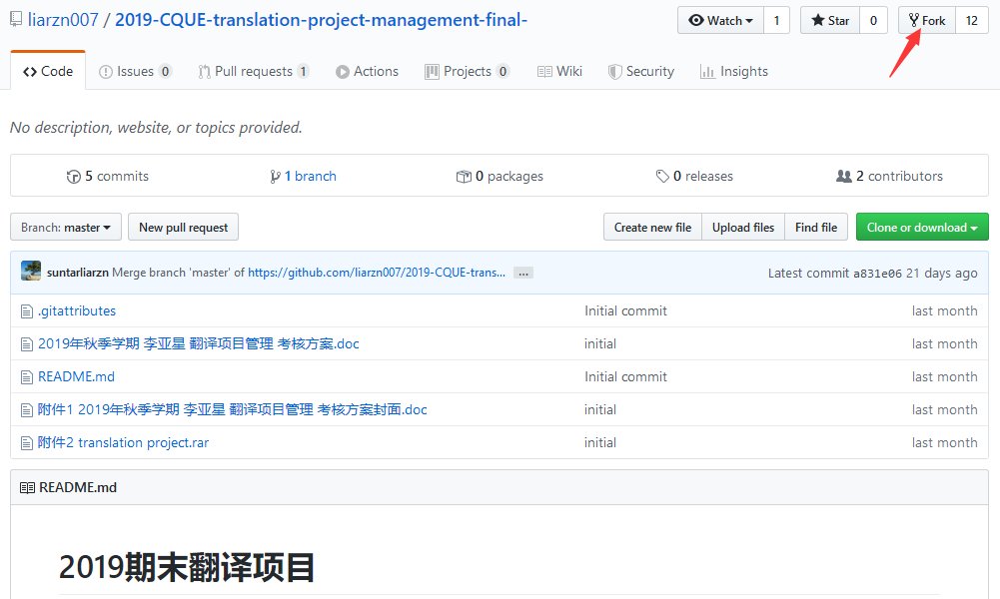 liarzn007 / 2019-CQUE-translation-project-management-final- Watch 1 Star 0 Fork 12
Code Issues 0 Pull requests 1 Actions Projects 0 Wiki Security Insights
No description, website, or topics provided.
5 commits 1 branch 0 packages 0 releases 2 contributors
Branch: master New pull request Create new file Upload files Find file Clone or download
suntarliarzn Merge branch 'master' of https://github.com/liarzn007/2019-CQUE-trans... ... Latest commit a831e06 21 days ago
.gitattributes Initial commit last month
2019年秋季学期 李亚星 翻译项目管理 考核方案.doc initial last month
README.md Initial commit last month
附件1 2019年秋季学期 李亚星 翻译项目管理 考核方案封面.doc initial last month
附件2 translation project.rar initial last month
README.md
2019期末翻译项目